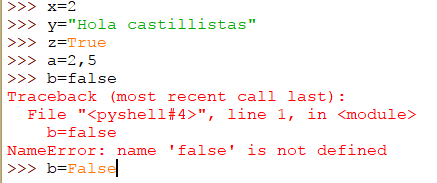 >>> x=2
>>> y="Hola castillistas"
>>> z=True
>>> a=2,5
>>> b=false
Traceback (most recent call last):
  File "<pyshell#4>", line 1, in <module>
    b=false
NameError: name 'false' is not defined
>>> b=False